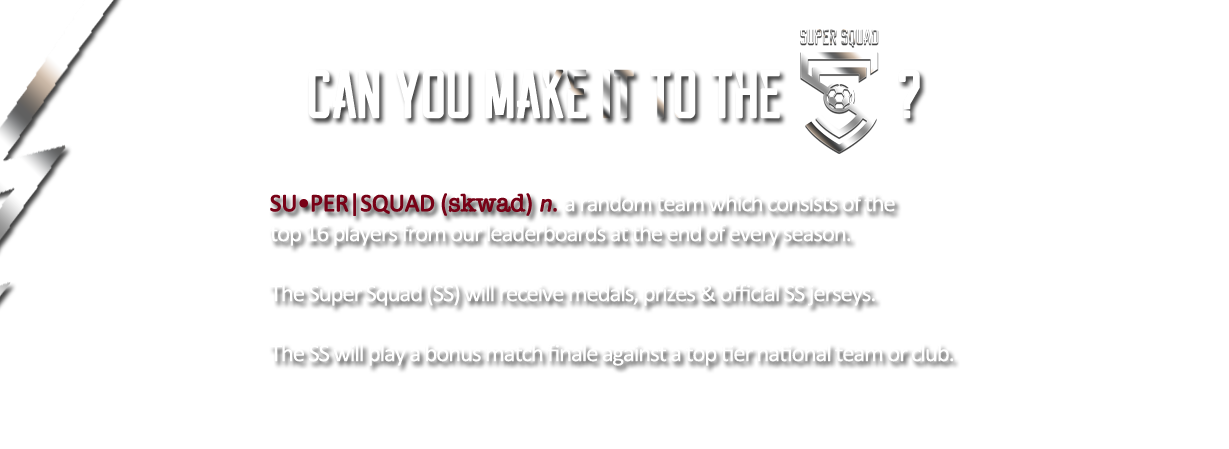 SUPER SQUAD
CAN YOU MAKE IT TO THE ?
SU•PER|SQUAD (skwad) n. a random team which consists of the
top 16 players from our leaderboards at the end of every season.
The Super Squad (SS) will receive medals, prizes & official SS jerseys.
The SS will play a bonus match finale against a top tier national team or club.